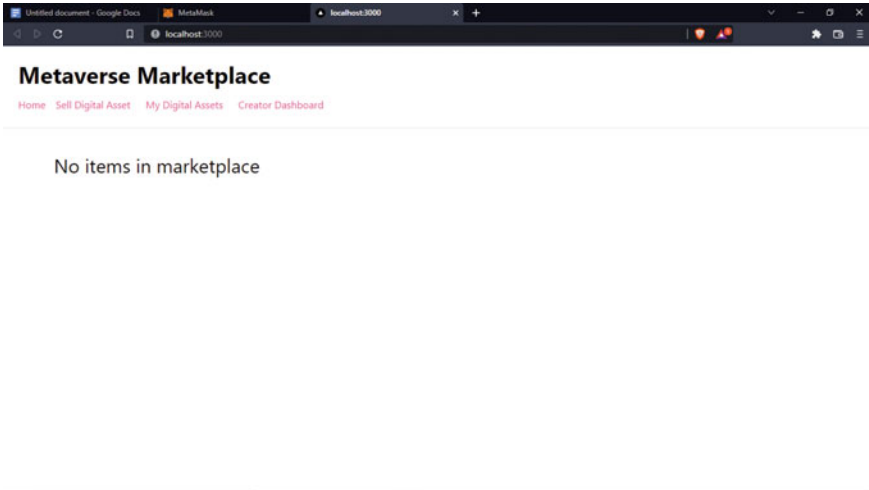 Untitled document - Google Docs MetaMask localhost:3000
localhost:3000
Metaverse Marketplace
Home Sell Digital Asset My Digital Assets Creator Dashboard
No items in marketplace